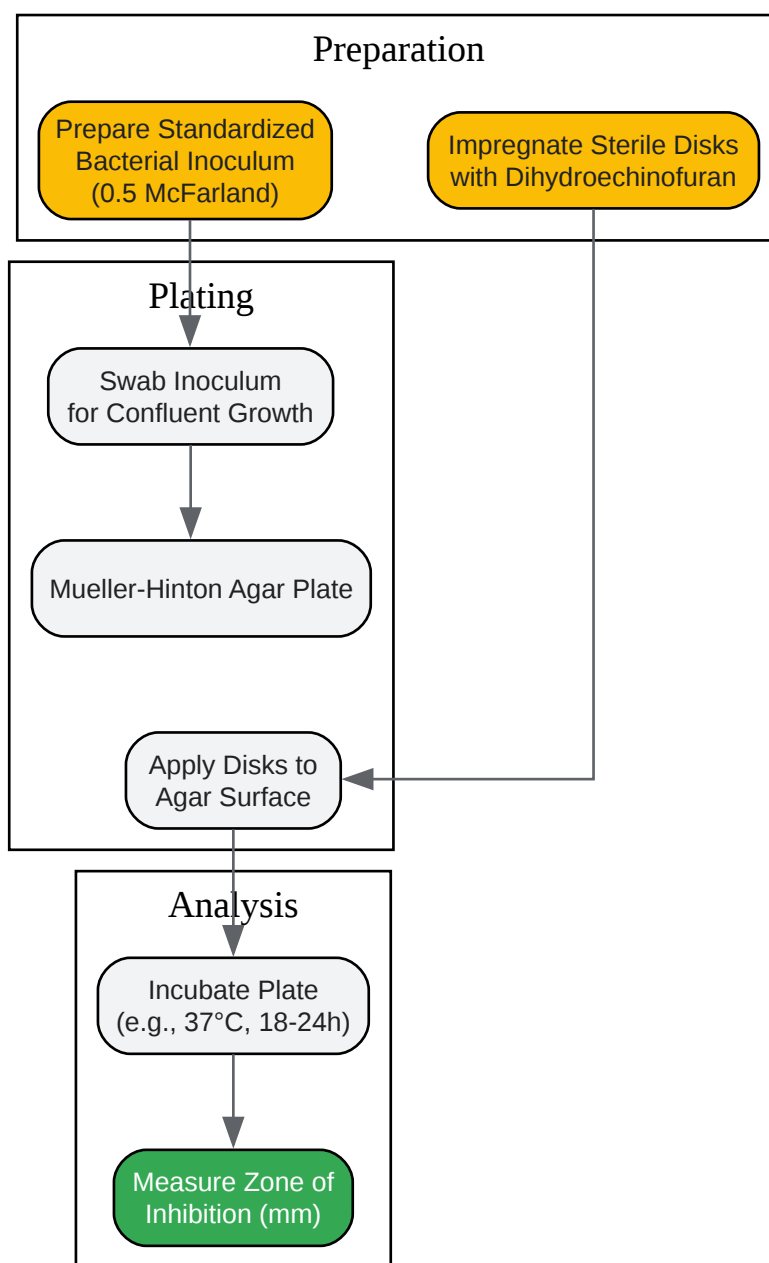 Preparation
Prepare Standardized
Bacterial Inoculum
(0.5 McFarland)
Impregnate Sterile Disks
with Dihydroechinofuran
Plating
Swab Inoculum
for Confluent Growth
Mueller-Hinton Agar Plate
Apply Disks to
Agar Surface
Analysis
Incubate Plate
(e.g., 37°C, 18-24h)
Measure Zone of
Inhibition (mm)